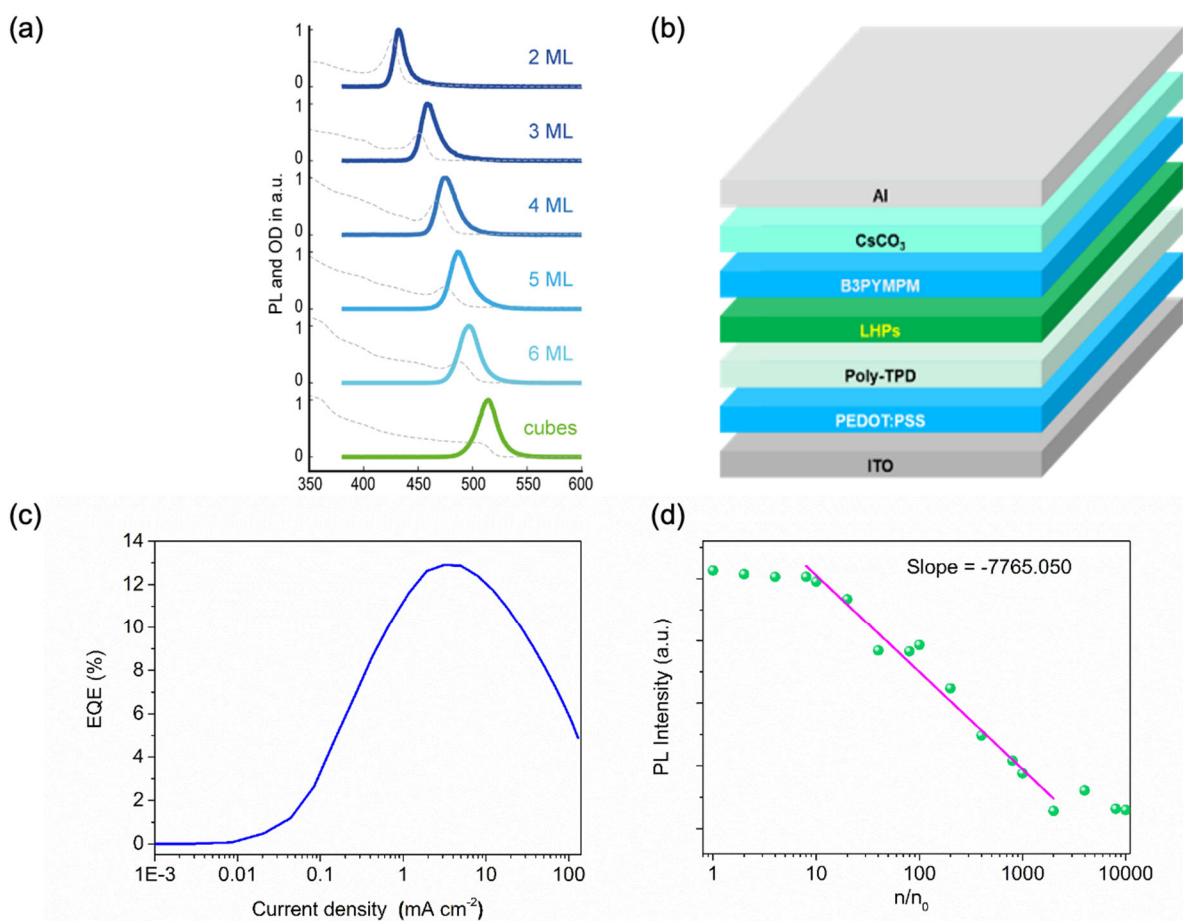 (a)
PL and OD in a.u.
1
0
2 ML
1
0
3 ML
1
0
4 ML
1
0
5 ML
1
0
6 ML
1
0
cubes
350 400 450 500 550 600
(b)
Al
CsCO₃
B3PYMPM
LHPs
Poly-TPD
PEDOT:PSS
ITO
(c)
EQE (%)
14
12
10
8
6
4
2
0
1E-3 0.01 0.1 1 10 100
Current density (mA cm⁻²)
(d)
PL Intensity (a.u.)
Slope = -7765.050
1 10 100 1000 10000
n/n₀